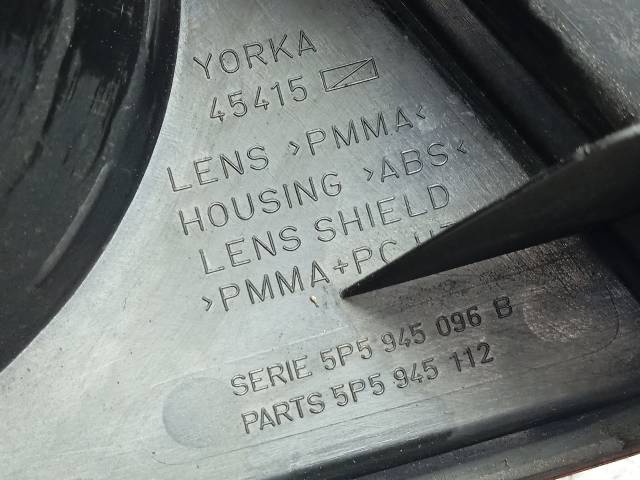 YORKA
45415
LENS >PMMA<
HOUSING >ABS<
LENS SHIELD
>PMMA+PC
SERIE 5P5 945 096 B
PARTS 5P5 945 112